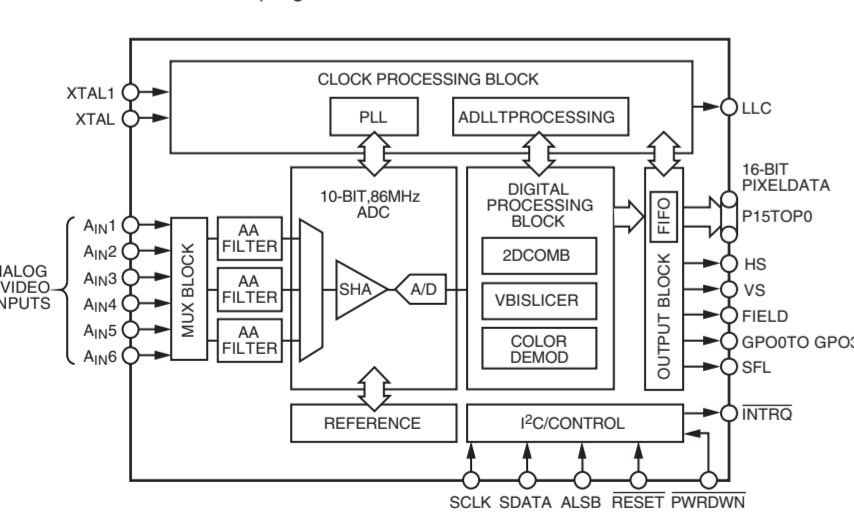 CLOCK PROCESSING BLOCK
XTAL1
XTAL
PLL
ADLLTPROCESSING
LLC
16-BIT
PIXELDATA
P15TOP0
10-BIT,86MHz
ADC
DIGITAL
PROCESSING
BLOCK
FIFO
OUTPUT BLOCK
2DCOMB
VBISLICER
COLOR
DEMOD
AIN1
AIN2
AIN3
AIN4
AIN5
AIN6
VIDEO
MUX BLOCK
AA
FILTER
AA
FILTER
AA
FILTER
SHA
A/D
HS
VS
FIELD
GPO0TO GPO3
SFL
REFERENCE
I2C/CONTROL
INTRQ
SCLK SDATA ALSB RESET PWRDWN